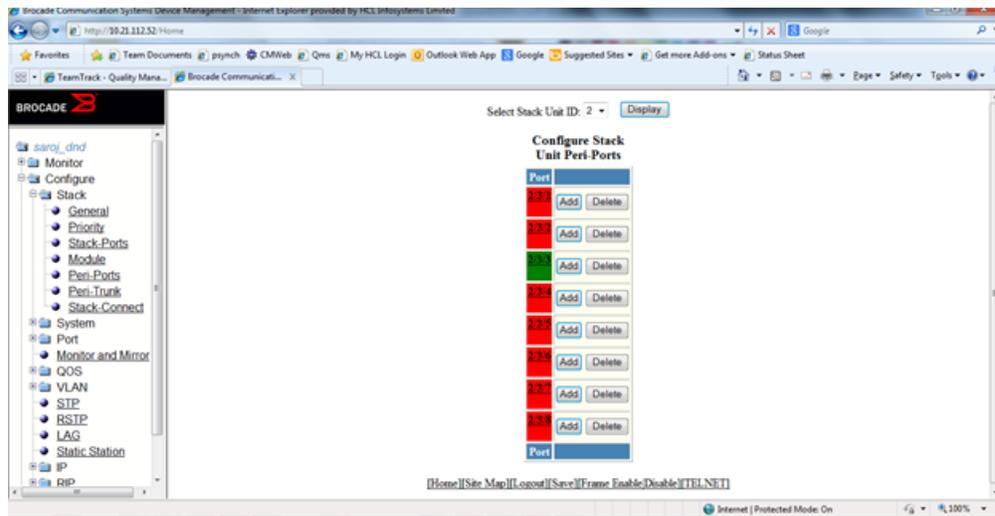 Brocade Communication Systems Device Management - Internet Explorer provided by HCL Infosystems Limited
http://10.21.112.52/Home
Google
Favorites Team Documents psynch CMWeb Qms My HCL Login Outlook Web App Google Suggested Sites Get more Add-ons Status Sheet
TeamTrack - Quality Mana... Brocade Communicati... X
Page Safety Tools
BROCADE
saroj_dnd
Monitor
Configure
Stack
General
Priority
Stack-Ports
Module
Peri-Ports
Peri-Trunk
Stack-Connect
System
Port
Monitor and Mirror
QOS
VLAN
STP
RSTP
LAG
Static Station
IP
RIP
Select Stack Unit ID: 2 Display
Configure Stack
Unit Peri-Ports
Port
2/3/1 Add Delete
2/3/2 Add Delete
2/3/3 Add Delete
2/3/4 Add Delete
2/3/5 Add Delete
2/3/6 Add Delete
2/3/7 Add Delete
2/3/8 Add Delete
Port
[Home][Site Map][Logout][Save][Frame Enable|Disable][TELNET]
Internet | Protected Mode: On
100%